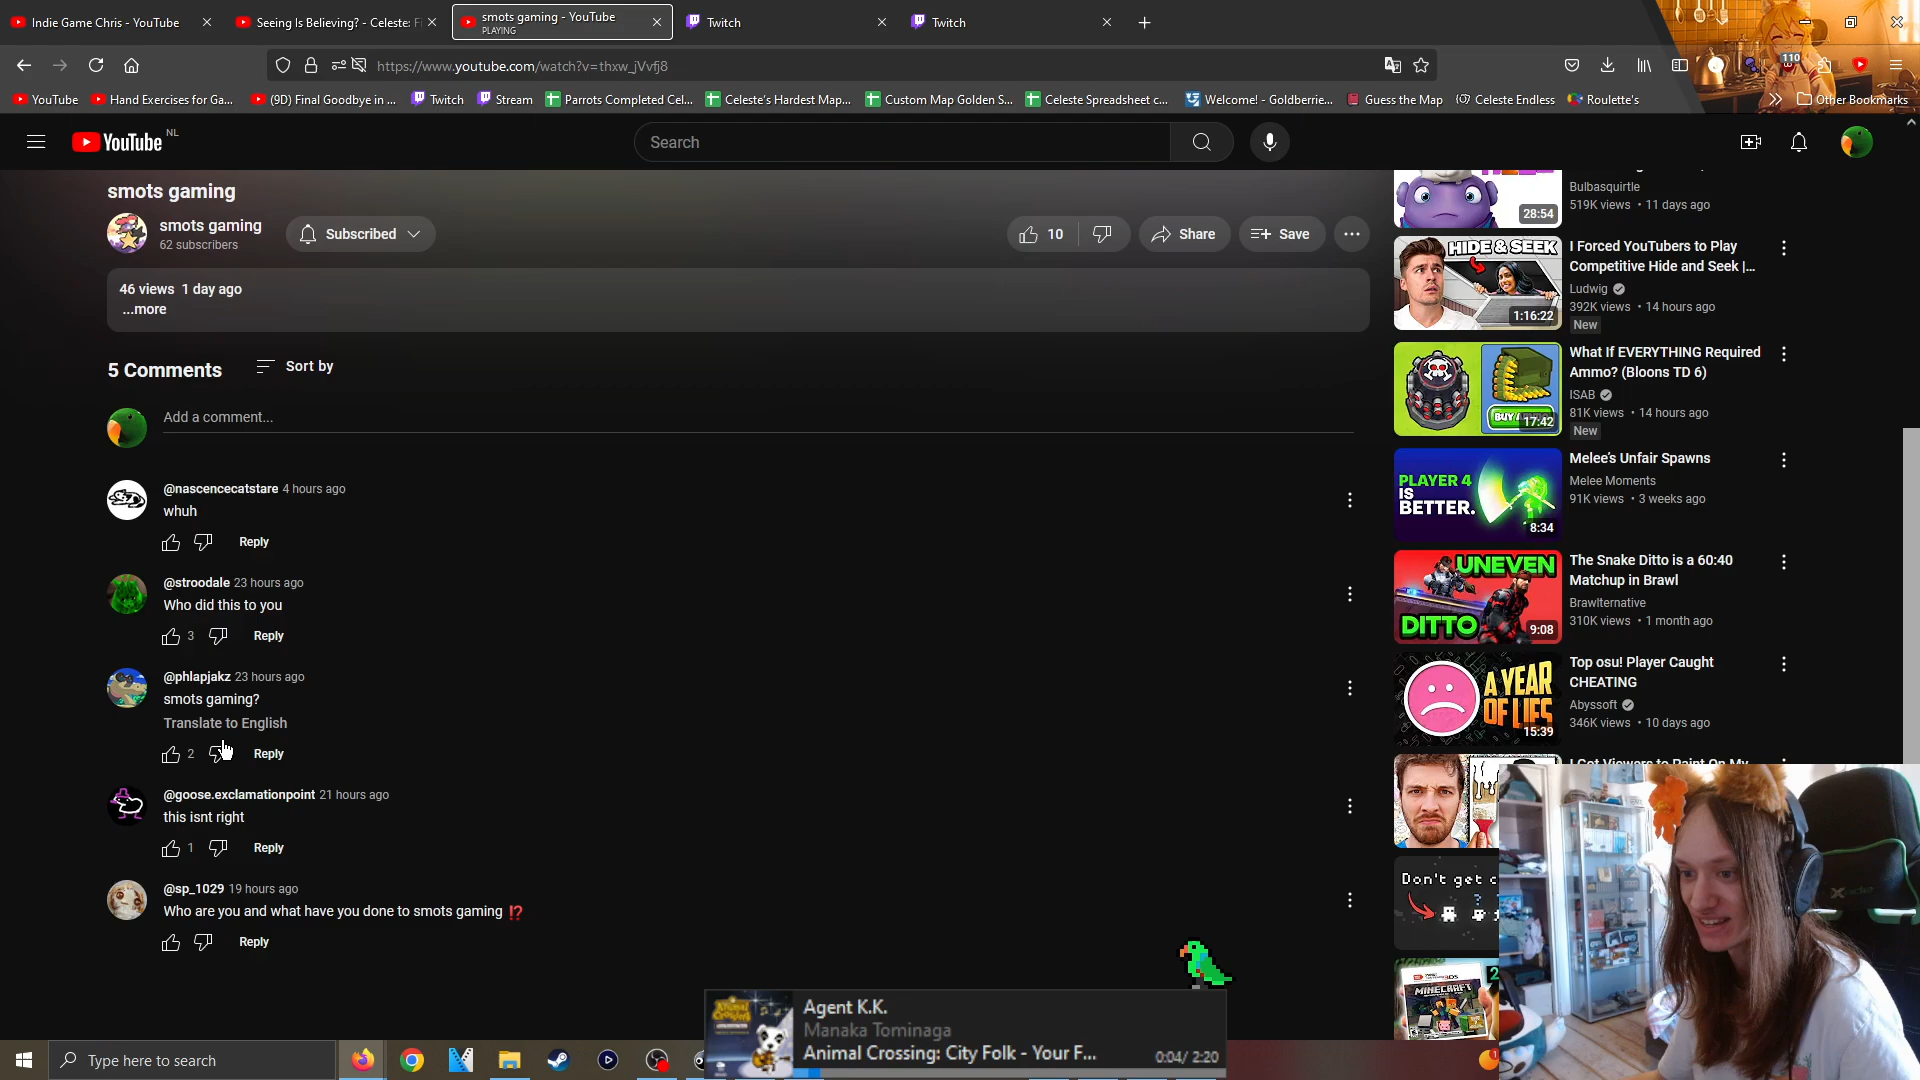 Indie Game Chris - YouTube
Seeing Is Believing? - Celeste: F
smots gaming - YouTube
PLAYING
Twitch
Twitch
https://www.youtube.com/watch?v=thxw_jVvfj8
110
YouTube
Hand Exercises for Ga...
(9D) Final Goodbye in ...
Twitch
Stream
Parrots Completed Cel...
Celeste's Hardest Map...
Custom Map Golden S...
Celeste Spreadsheet c...
Welcome! - Goldberrie...
Guess the Map
Celeste Endless
Roulette's
Other Bookmarks
YouTube NL
Search
smots gaming
smots gaming
62 subscribers
Subscribed
10
Share
Save
46 views 1 day ago
...more
5 Comments
Sort by
Add a comment...
@nascencecatstare 4 hours ago
whuh
Reply
@stroodale 23 hours ago
Who did this to you
3
Reply
@phlapjakz 23 hours ago
smots gaming?
Translate to English
2
Reply
@goose.exclamationpoint 21 hours ago
this isnt right
1
Reply
@sp_1029 19 hours ago
Who are you and what have you done to smots gaming ⁉
Reply
28:54
Bulbasquirtle
519K views • 11 days ago
HIDE & SEEK
1:16:22
I Forced YouTubers to Play
Competitive Hide and Seek |...
Ludwig
392K views • 14 hours ago
New
BUY
17:42
What If EVERYTHING Required
Ammo? (Bloons TD 6)
ISAB
81K views • 14 hours ago
New
PLAYER 4
IS
BETTER.
8:34
Melee's Unfair Spawns
Melee Moments
91K views • 3 weeks ago
UNEVEN
DITTO
9:08
The Snake Ditto is a 60:40
Matchup in Brawl
Brawlternative
310K views • 1 month ago
A YEAR
OF LIES
15:39
Top osu! Player Caught
CHEATING
Abyssoft
346K views • 10 days ago
I Got Viewers to Paint On My
Don't get c
?
MINECRAFT
Agent K.K.
Manaka Tominaga
Animal Crossing: City Folk - Your F...
0:04/ 2:20
Type here to search